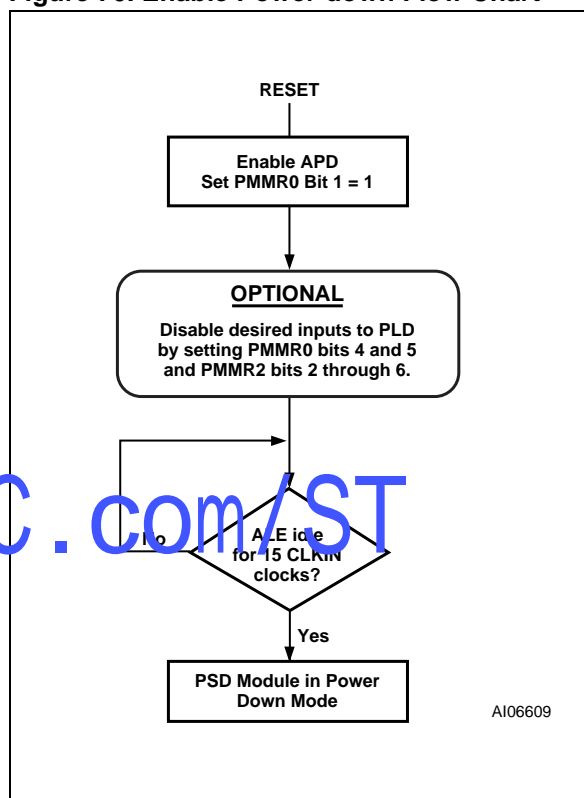 RESET
Enable APD
Set PMMR0 Bit 1 = 1
OPTIONAL
Disable desired inputs to PLD
by setting PMMR0 bits 4 and 5
and PMMR2 bits 2 through 6.
C.com/ST
No
ALE idle
for 15 CLKIN
clocks?
Yes
PSD Module in Power
Down Mode
AI06609